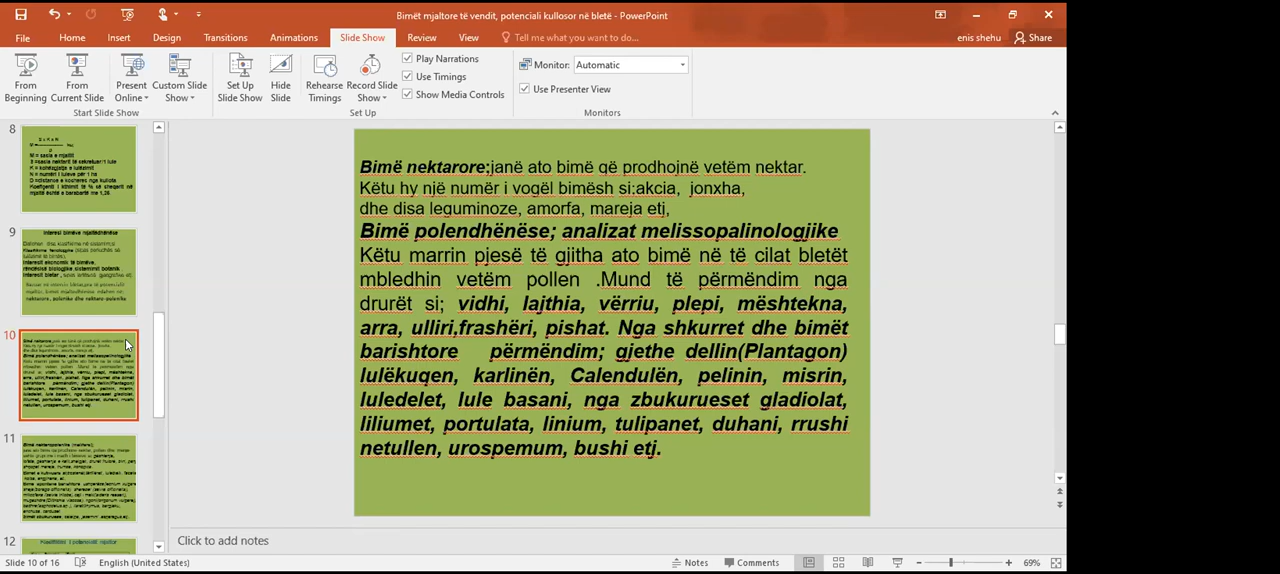 Bimët mjaltore të vendit, potenciali kullosor në bletë - PowerPoint
File Home Insert Design Transitions Animations Slide Show Review View Tell me what you want to do... enis shehu Share
From Beginning
From Current Slide
Present Online
Custom Slide Show
Set Up Slide Show
Hide Slide
Rehearse Timings
Record Slide Show
Play Narrations
Use Timings
Show Media Controls
Monitor: Automatic
Use Presenter View
Start Slide Show Set Up Monitors
8
M = sasia e mjaltit
9
10
11
12
Bimë nektarore;janë ato bimë që prodhojnë vetëm nektar.
Këtu hy një numër i vogël bimësh si:akcia, jonxha,
dhe disa leguminoze, amorfa, mareja etj,
Bimë polendhënëse; analizat melissopalinologjike
Këtu marrin pjesë të gjitha ato bimë në të cilat bletët
mbledhin vetëm pollen .Mund të përmëndim nga
drurët si; vidhi, lajthia, vërriu, plepi, mështekna,
arra, ulliri,frashëri, pishat. Nga shkurret dhe bimët
barishtore përmëndim; gjethe dellin(Plantagon)
lulëkuqen, karlinën, Calendulën, pelinin, misrin,
luledelet, lule basani, nga zbukurueset gladiolat,
liliumet, portulata, linium, tulipanet, duhani, rrushi
netullen, urospemum, bushi etj.
Click to add notes
Slide 10 of 16 English (United States) Notes Comments 69%